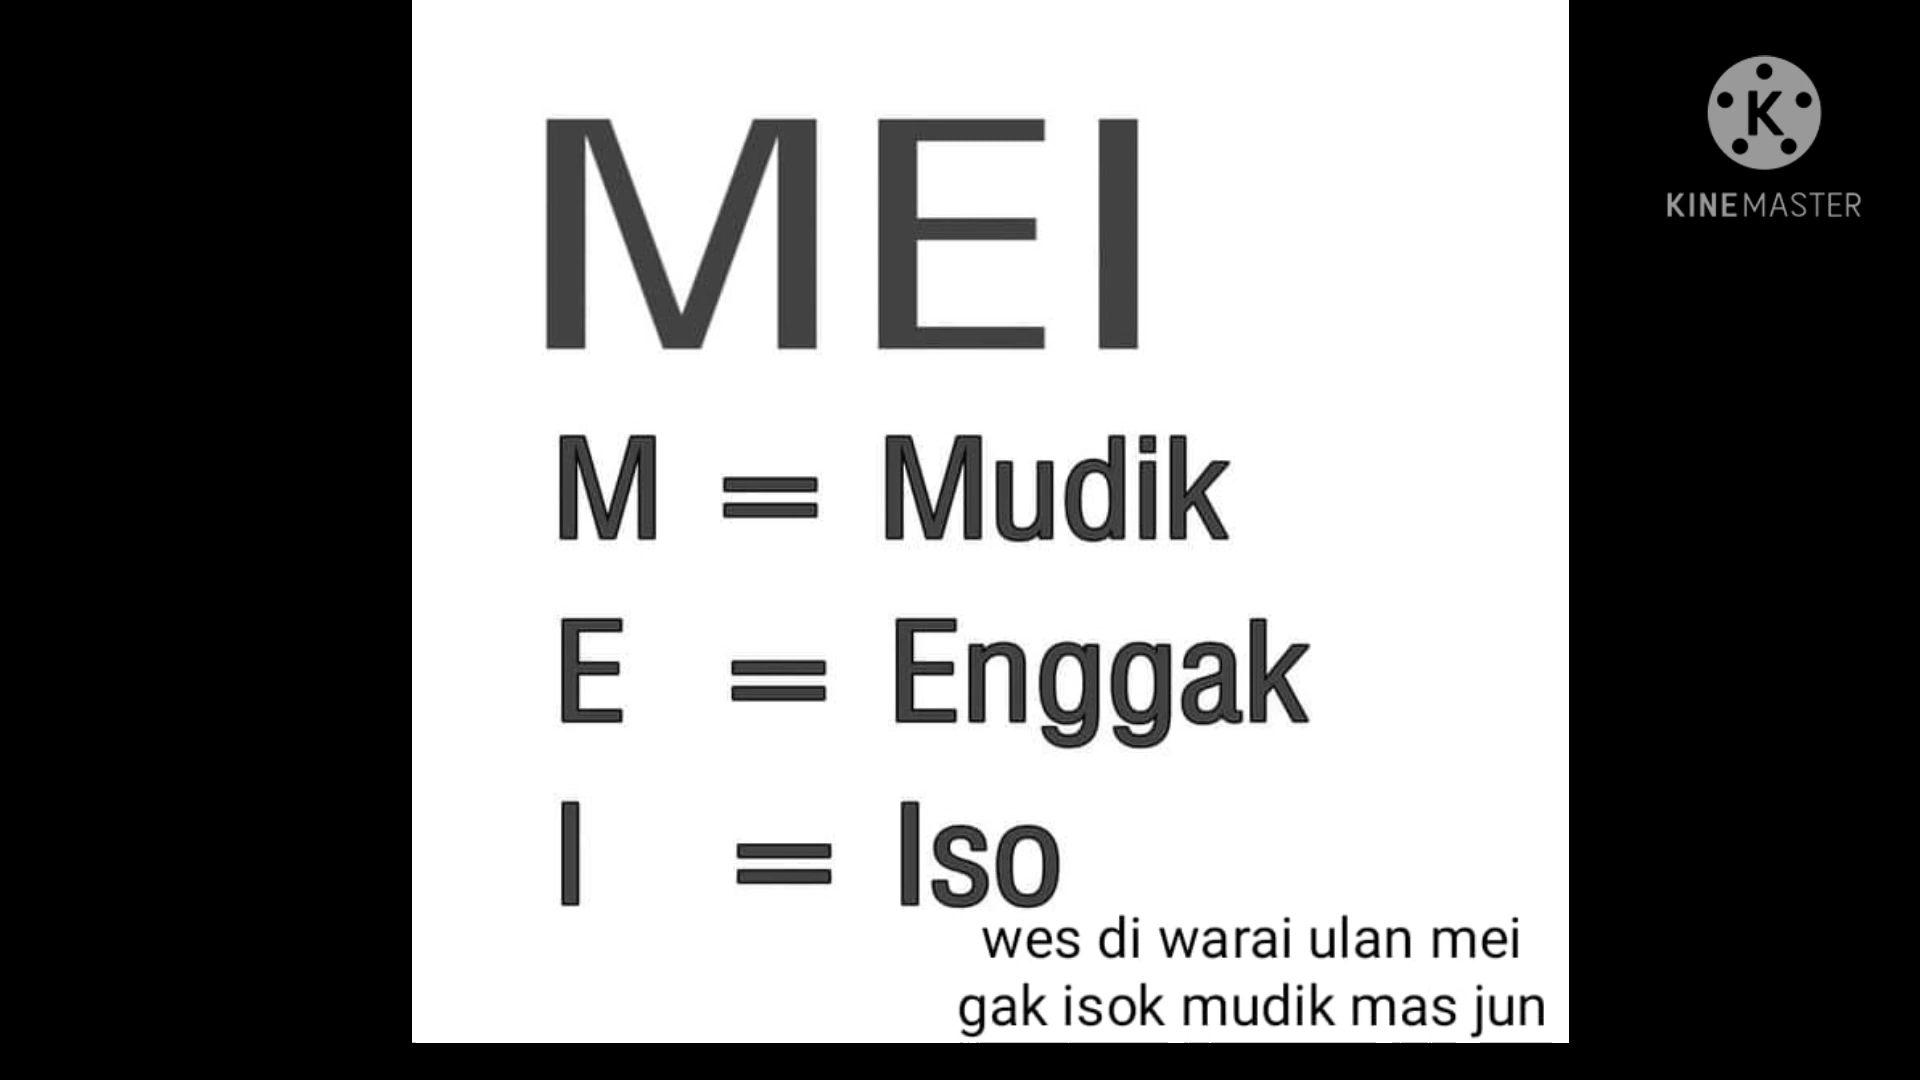 MEI
M = Mudik
E = Enggak
I = Iso
wes di warai ulan mei
gak isok mudik mas jun
K
KINEMASTER